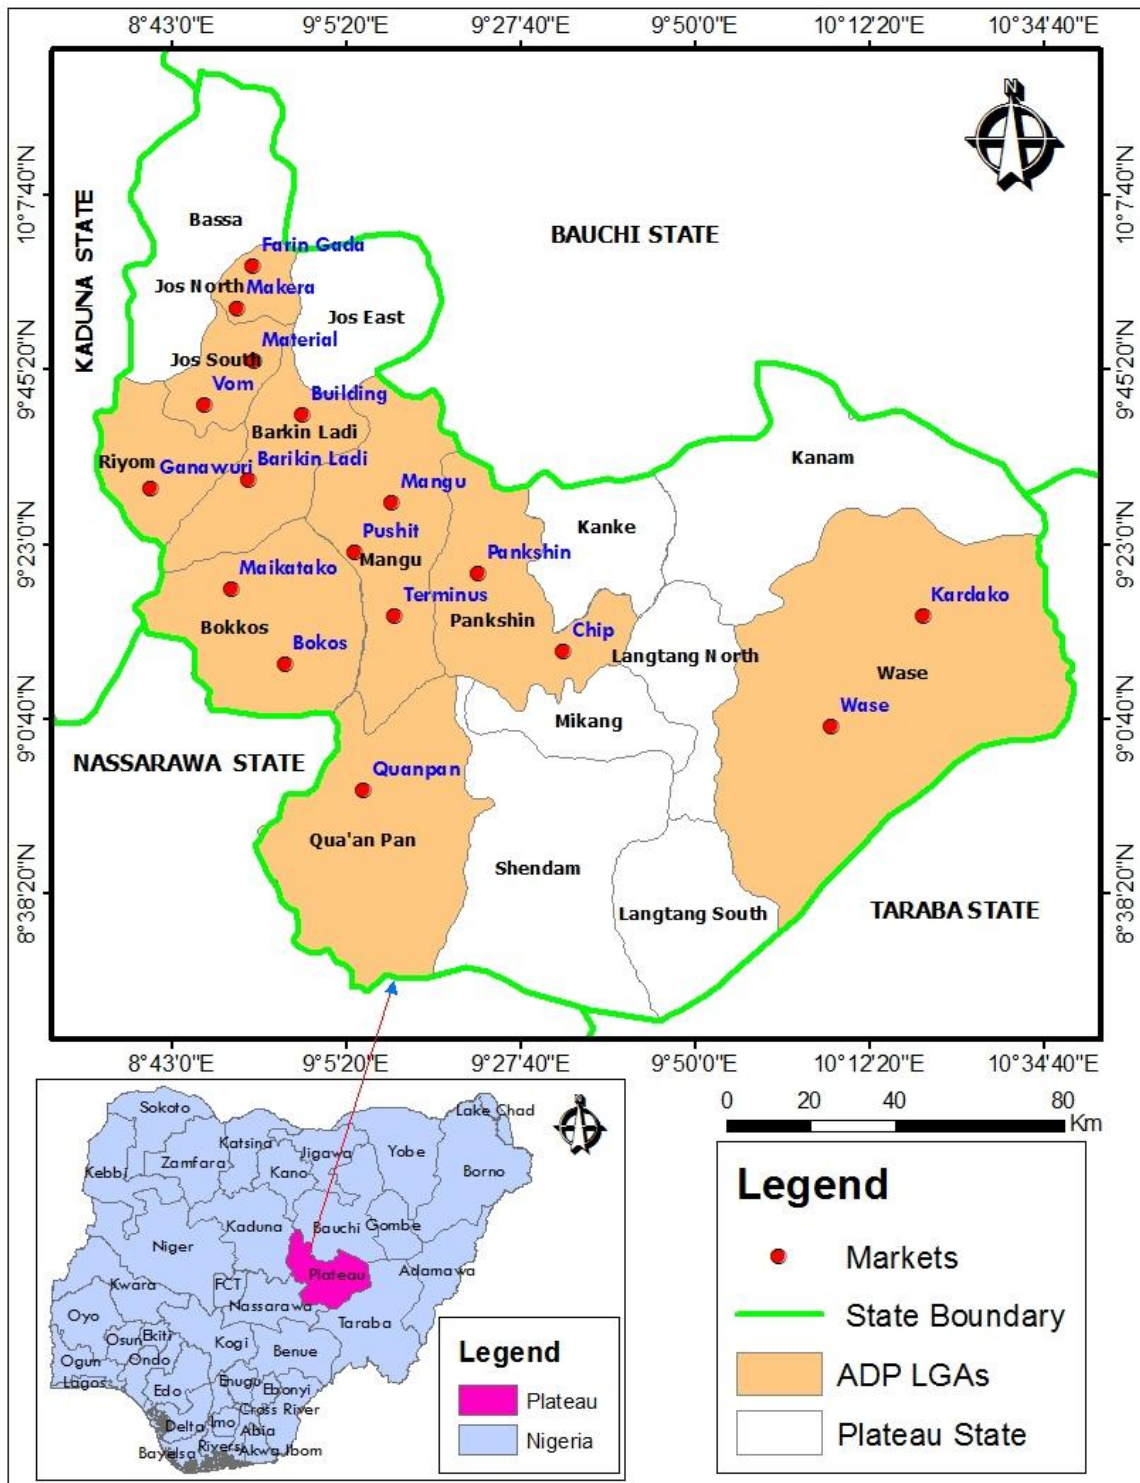 8°43'0"E 9°5'20"E 9°27'40"E 9°50'0"E 10°12'20"E 10°34'40"E
N
10°7'40"N
10°7'40"N
KADUNA STATE
Bassa
BAUCHI STATE
Farin Gada
Jos North
Makera
Jos East
Material
Jos South
9°45'20"N
9°45'20"N
Vom
Building
Barkin Ladi
Riyom
Ganawuri
Barikin Ladi
Kanam
Mangu
Kanke
Pushit
Mangu
9°23'0"N
9°23'0"N
Pankshin
Maikatako
Terminus
Kardako
Pankshin
Bokkos
Chip
Bokos
Langtang North
Wase
Wase
Mikang
9°0'40"N
9°0'40"N
NASSARAWA STATE
Quanpan
Qua'an Pan
Shendam
8°38'20"N
8°38'20"N
Langtang South
TARABA STATE
8°43'0"E 9°5'20"E 9°27'40"E 9°50'0"E 10°12'20"E 10°34'40"E
0 20 40 80
Km
Legend
Markets
State Boundary
ADP LGAs
Plateau State
Sokoto
Lake Chad
Katsina
Jigawa
Yobe
Zamfara
Kebbi
Kano
Borno
Kaduna
Bauchi
Gombe
Niger
Plateau
Adamawa
Kwara
FCT
Nassarawa
Oyo
Taraba
Osun
Ekiti
Kogi
Benue
Ogun
Ondo
Lagos
Edo
Enugu
Ebonyi
Cross River
Delta
Imo
Abia
Bayelsa
Rivers
Akwa Ibom
Legend
Plateau
Nigeria